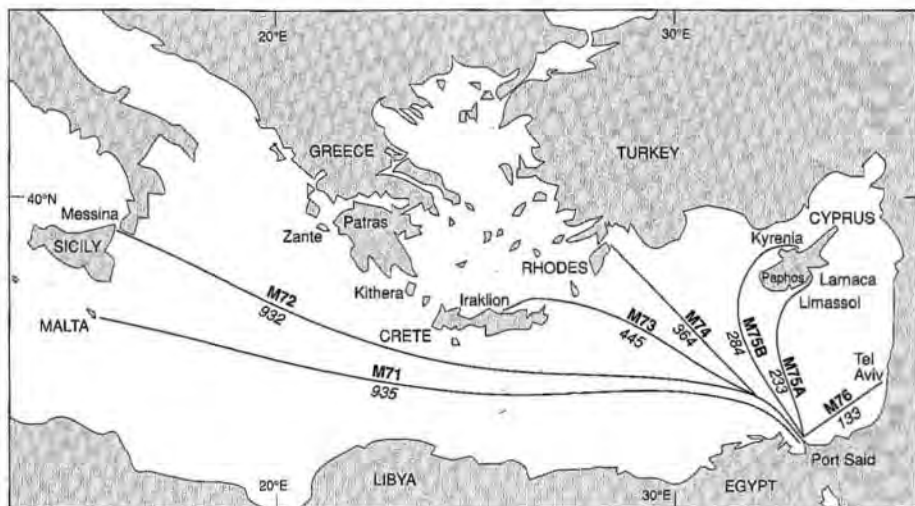 20°E
30°E
GREECE
TURKEY
40°N
Messina
SICILY
Zante
Patras
CYPRUS
Kyrenia
RHODES
Paphos
Kithera
Iraklion
Lamaca
Limassol
MALTA
M72
932
CRETE
M73
445
M74
364
M75B
284
M75A
233
Tel
Aviv
M71
935
M76
133
Port Said
20°E
LIBYA
30°E
EGYPT